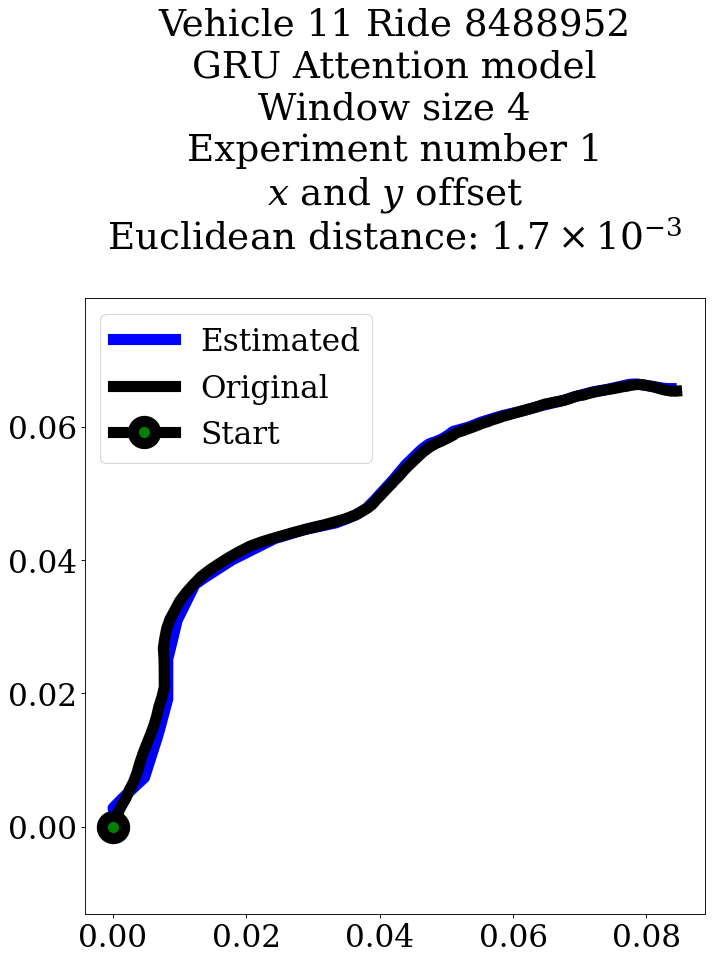 Vehicle 11 Ride 8488952
GRU Attention model
Window size 4
Experiment number 1
x and y offset
Euclidean distance: 1.7 × 10⁻³
Estimated
Original
Start
0.06
0.04
0.02
0.00
0.00 0.02 0.04 0.06 0.08